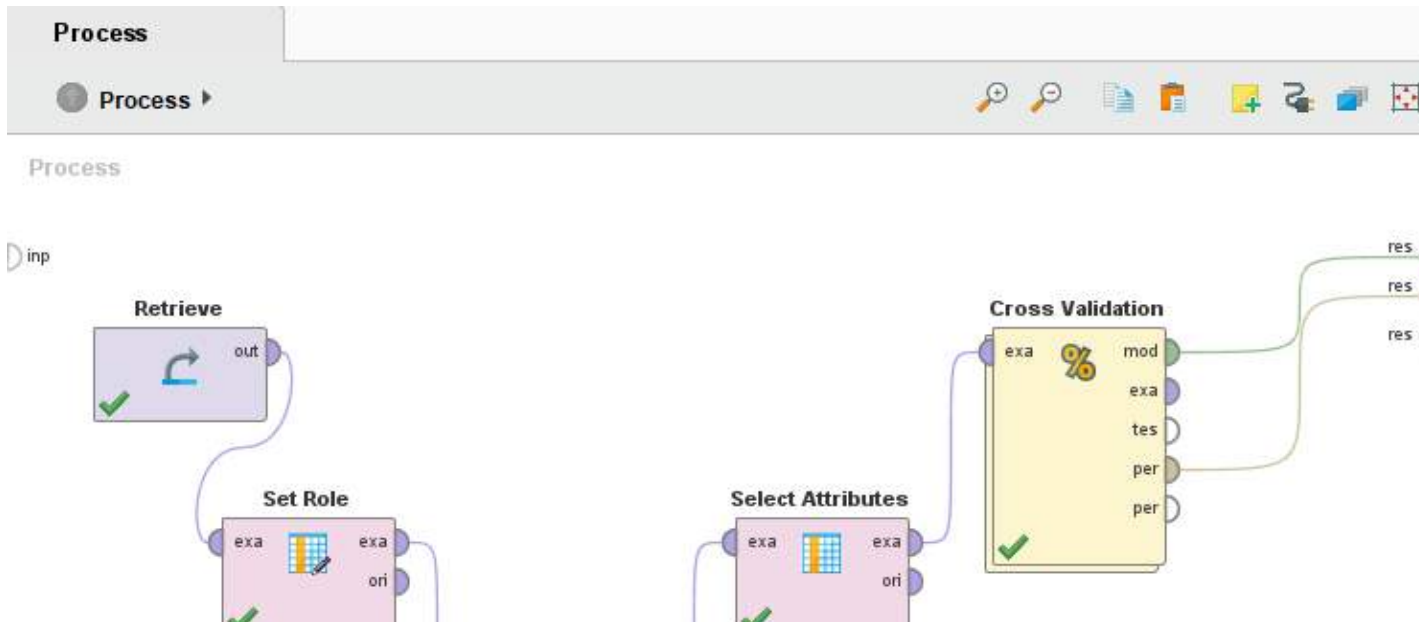 Process
Process
Process
inp
res
res
res
Retrieve
out
Cross Validation
exa
mod
exa
tes
per
per
Set Role
exa
exa
ori
Select Attributes
exa
exa
ori